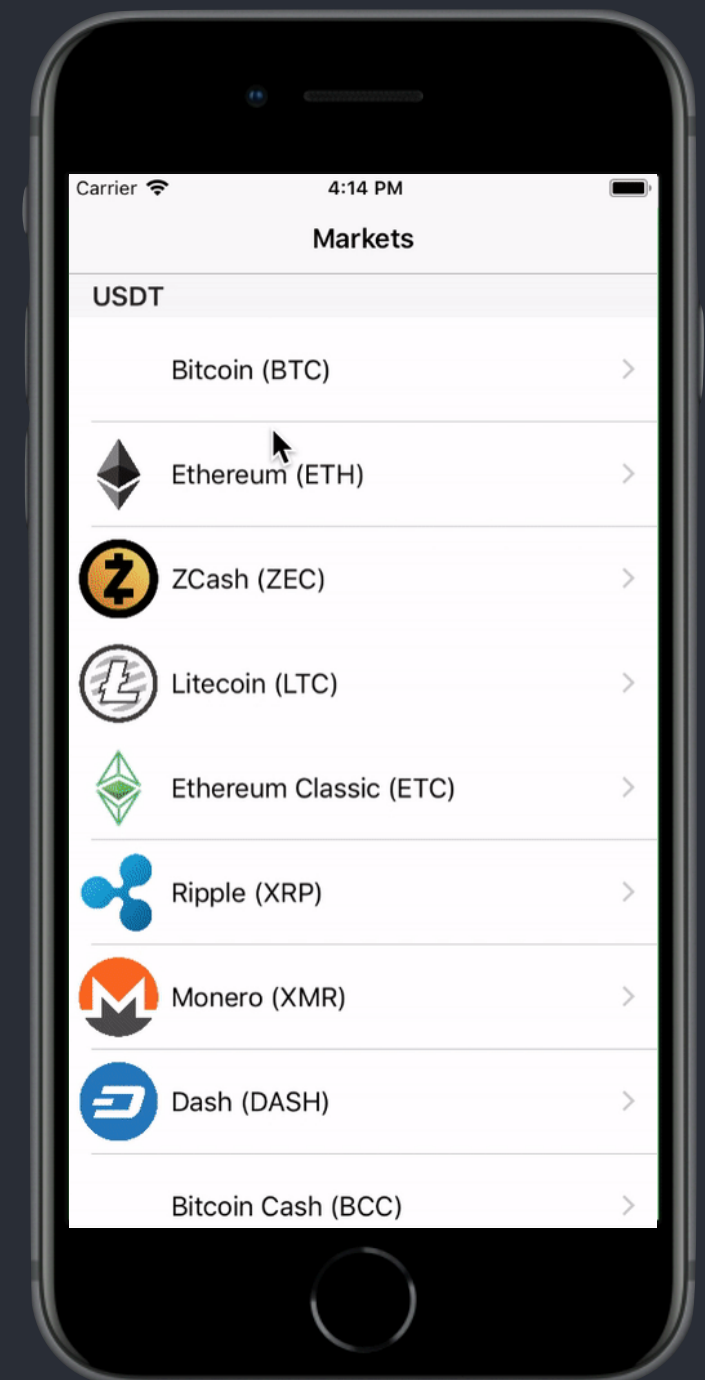 Carrier 4:14 PM
Markets
USDT
Bitcoin (BTC)
Ethereum (ETH)
ZCash (ZEC)
Litecoin (LTC)
Ethereum Classic (ETC)
Ripple (XRP)
Monero (XMR)
Dash (DASH)
Bitcoin Cash (BCC)